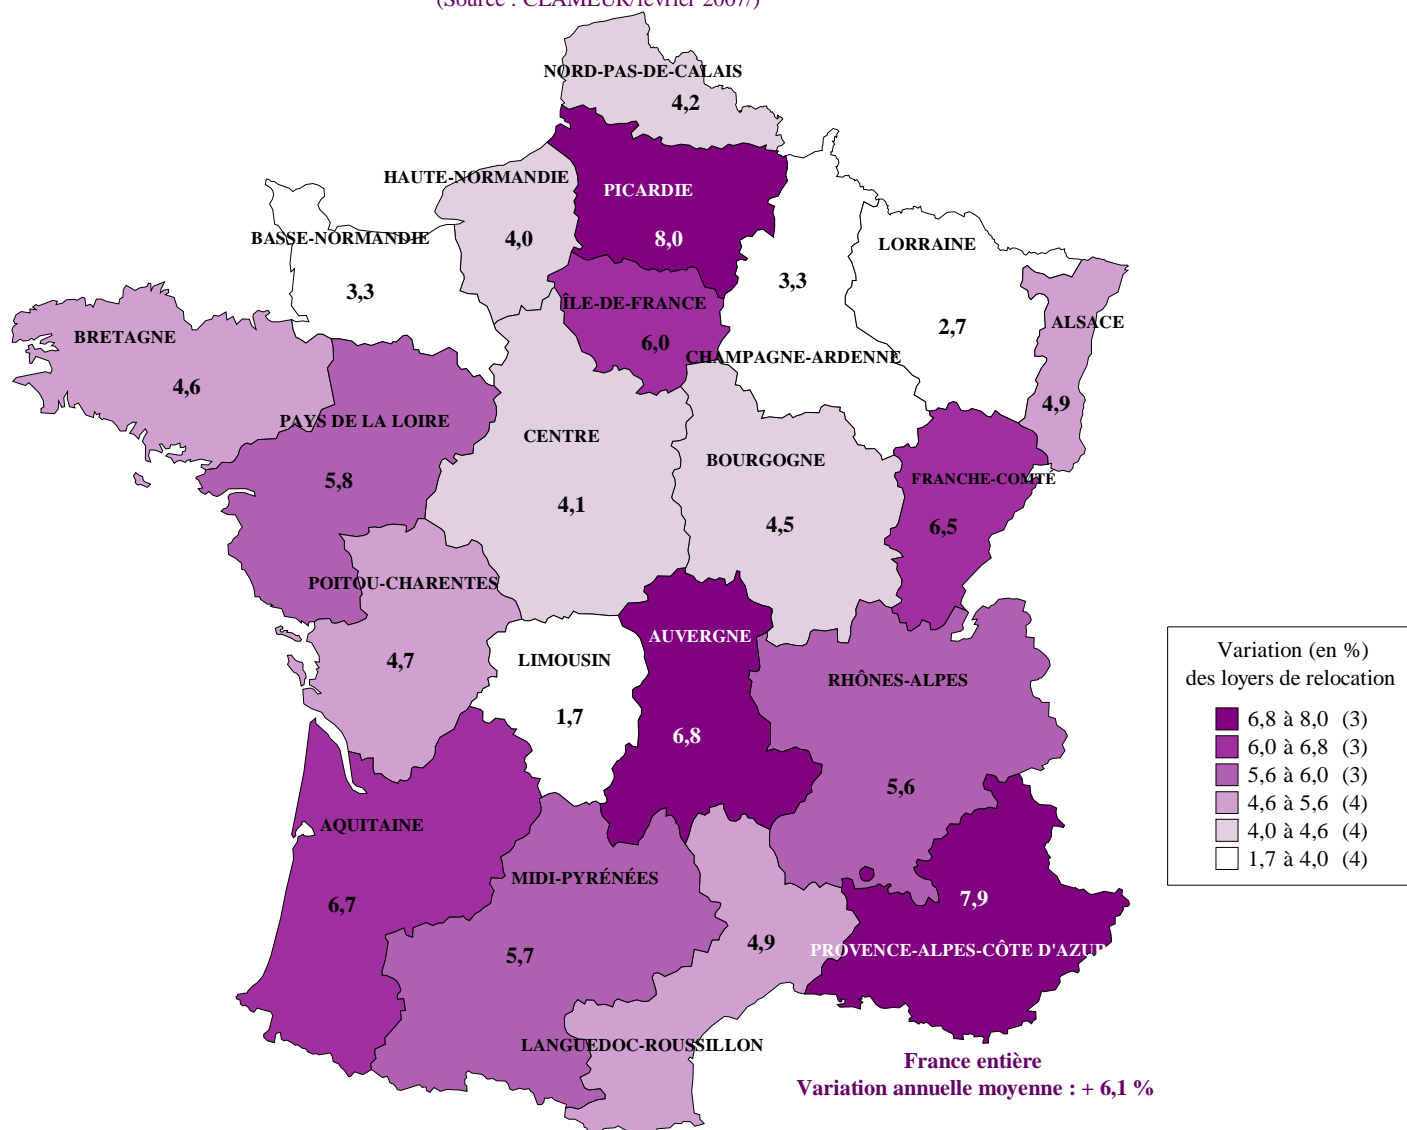 (Source : CLAMEUR/février 2007/)
NORD-PAS-DE-CALAIS
4,2
HAUTE-NORMANDIE
4,0
PICARDIE
8,0
BASSE-NORMANDIE
3,3
ÎLE-DE-FRANCE
6,0
3,3
CHAMPAGNE-ARDENNE
LORRAINE
2,7
ALSACE
4,9
BRETAGNE
4,6
PAYS DE LA LOIRE
5,8
CENTRE
4,1
BOURGOGNE
4,5
FRANCHE-COMTÉ
6,5
POITOU-CHARENTES
4,7
LIMOUSIN
1,7
AUVERGNE
6,8
RHÔNES-ALPES
5,6
AQUITAINE
6,7
MIDI-PYRÉNÉES
5,7
4,9
LANGUEDOC-ROUSSILLON
7,9
PROVENCE-ALPES-CÔTE D'AZUR
Variation (en %)
des loyers de relocation
6,8 à 8,0 (3)
6,0 à 6,8 (3)
5,6 à 6,0 (3)
4,6 à 5,6 (4)
4,0 à 4,6 (4)
1,7 à 4,0 (4)
France entière
Variation annuelle moyenne : + 6,1 %